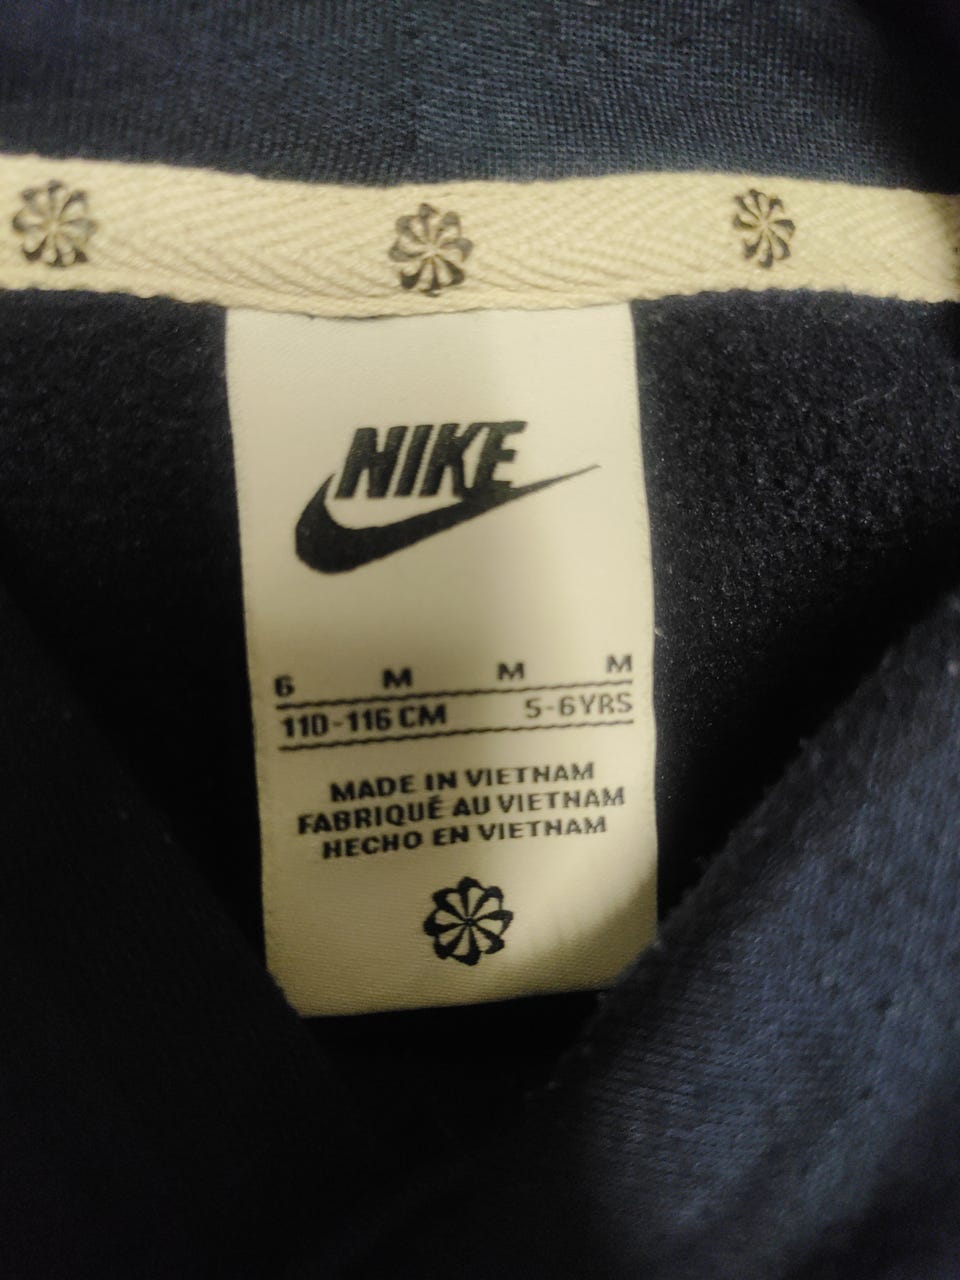 NIKE
6 M M M
110-116 CM 5-6YRS
MADE IN VIETNAM
FABRIQUÉ AU VIETNAM
HECHO EN VIETNAM